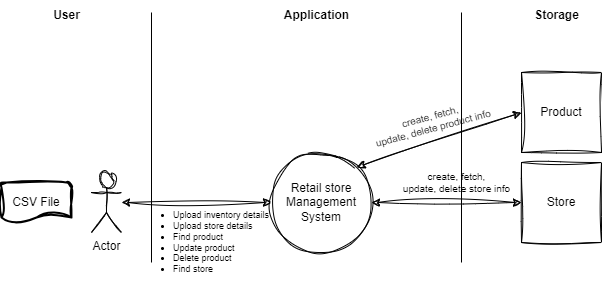 User
Application
Storage
create, fetch,
update, delete product info
Product
CSV File
Actor
Retail store
Management
System
create, fetch,
update, delete store info
Store
Upload inventory details
Upload store details
Find product
Update product
Delete product
Find store